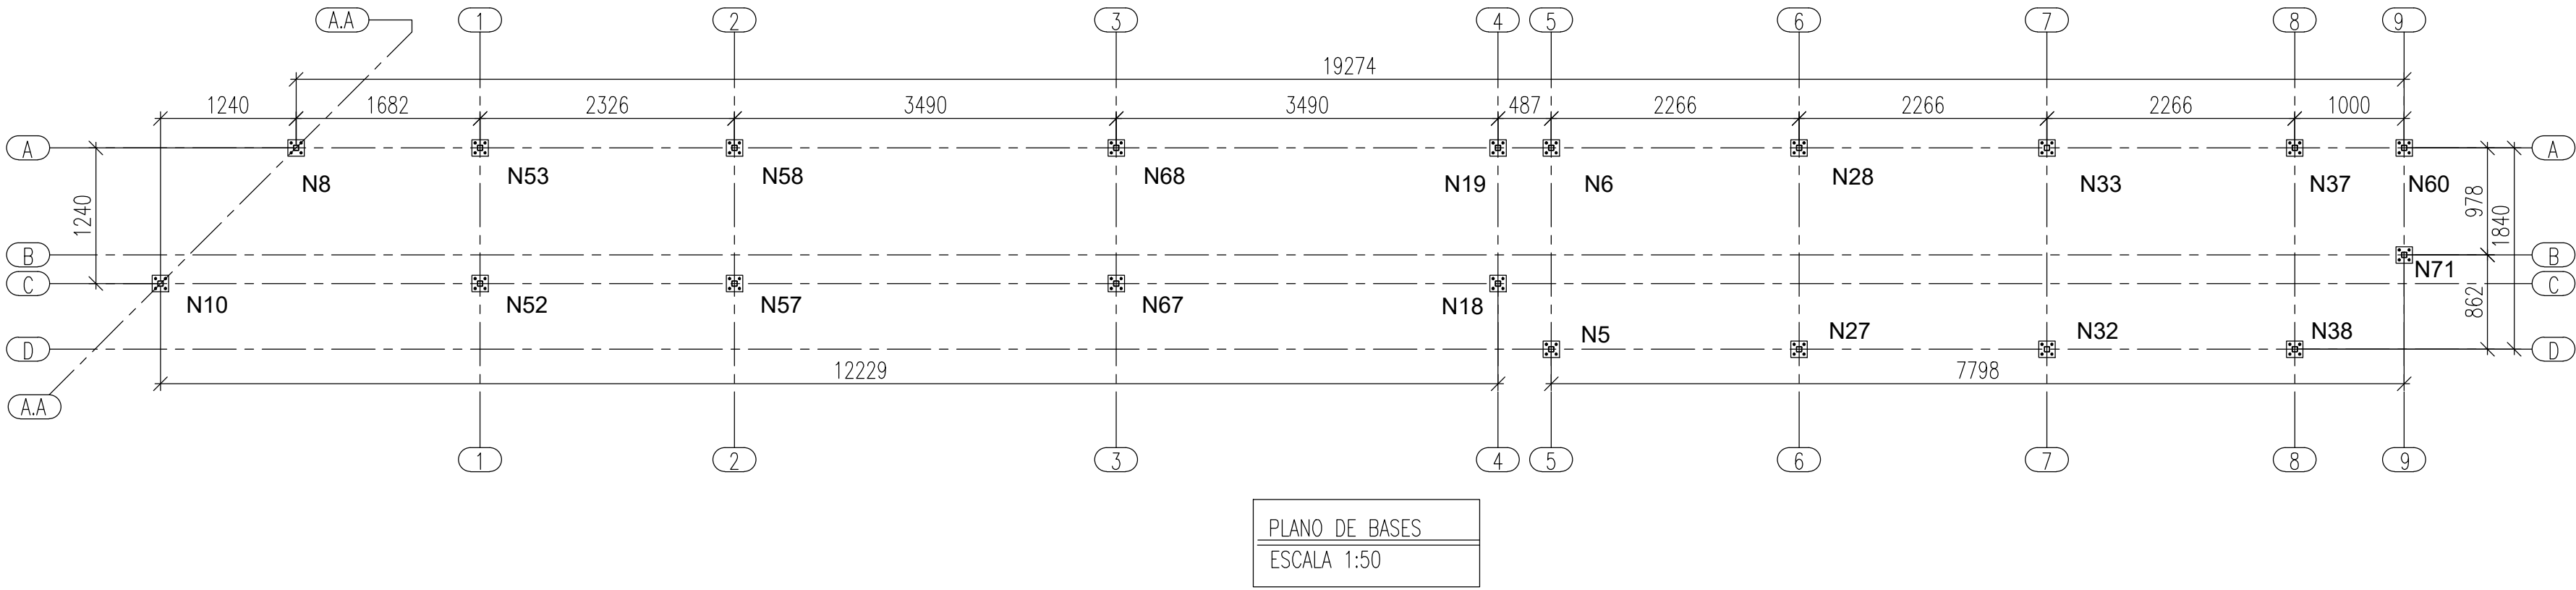 A.A 1 2 3 4 5 6 7 8 9
19274
1240 1682 2326 3490 3490 487 2266 2266 2266 1000
A A
N8 N53 N58 N68 N19 N6 N28 N33 N37 N60
1240 978 1840
B B
N71
C C
N10 N52 N57 N67 N18
862
N5 N27 N32 N38
D D
12229 7798
A.A
1 2 3 4 5 6 7 8 9
PLANO DE BASES
ESCALA 1:50